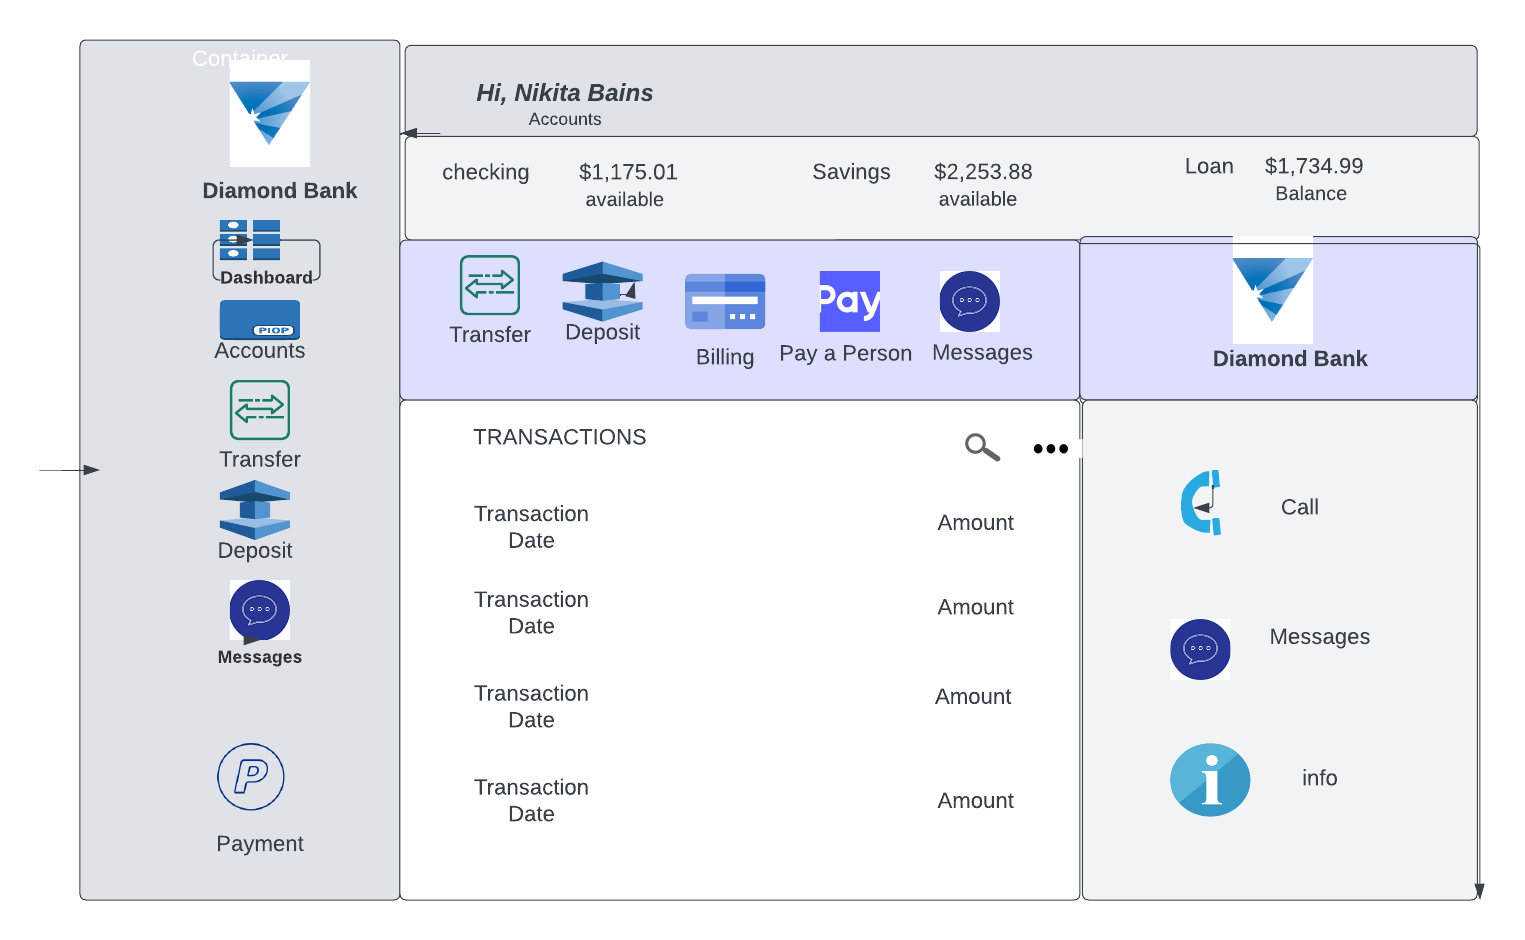 Container
Diamond Bank
Dashboard
PIOP
Accounts
Transfer
Deposit
Messages
P
Payment
Hi, Nikita Bains
Accounts
checking
$1,175.01
available
Savings
$2,253.88
available
Loan
$1,734.99
Balance
Transfer
Deposit
Billing
Pay
Pay a Person
Messages
Diamond Bank
TRANSACTIONS
Transaction
Date
Amount
Transaction
Date
Amount
Transaction
Date
Amount
Transaction
Date
Amount
Call
Messages
i
info